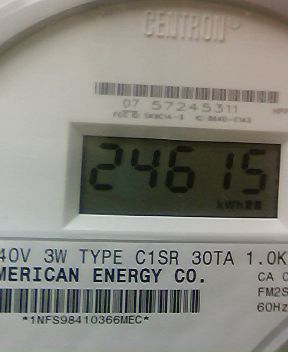 CENTRON®
07 57245311
24615
kWh
40V 3W TYPE C1SR 30TA 1.0K
MERICAN ENERGY CO.
CA 0
FM2S
60Hz
*1NFS98410366MEC*